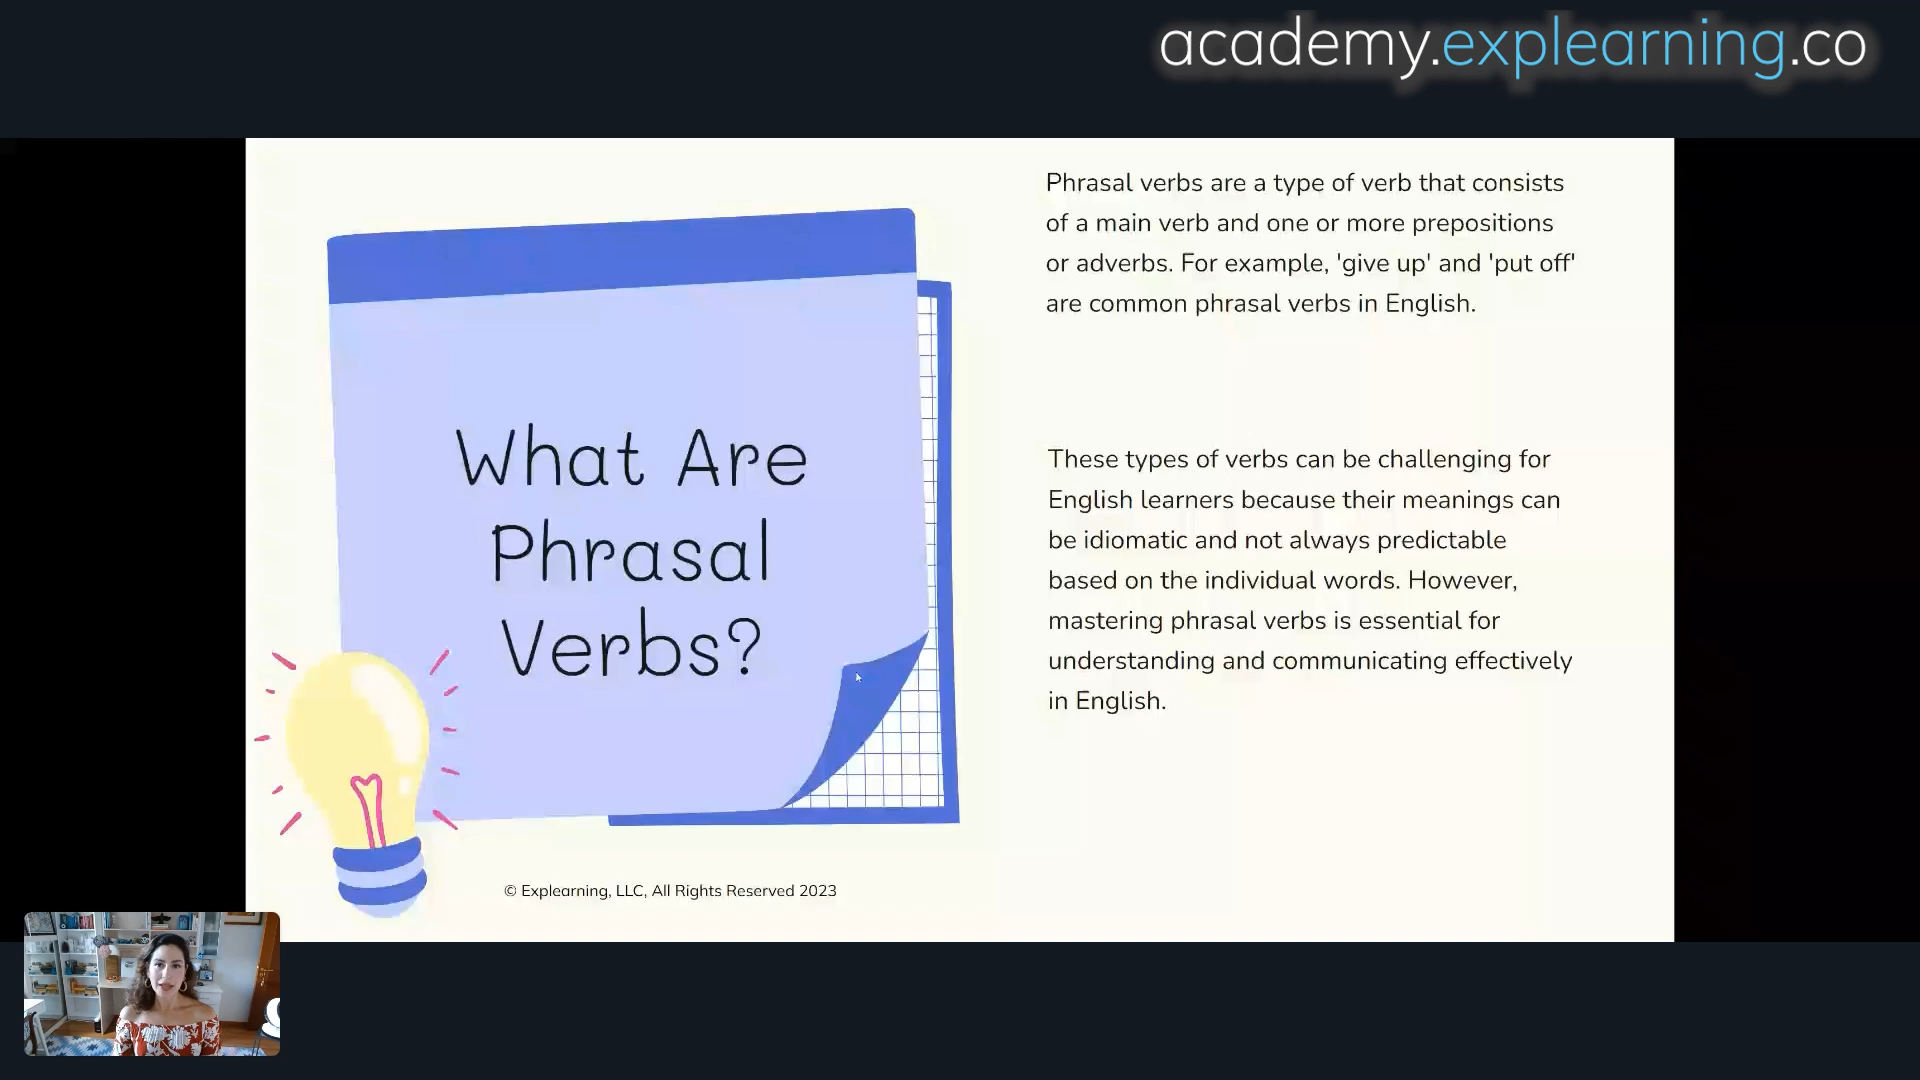 academy.explearning.co
What Are
Phrasal
Verbs?
Phrasal verbs are a type of verb that consists
of a main verb and one or more prepositions
or adverbs. For example, 'give up' and 'put off'
are common phrasal verbs in English.
These types of verbs can be challenging for
English learners because their meanings can
be idiomatic and not always predictable
based on the individual words. However,
mastering phrasal verbs is essential for
understanding and communicating effectively
in English.
© Explearning, LLC, All Rights Reserved 2023